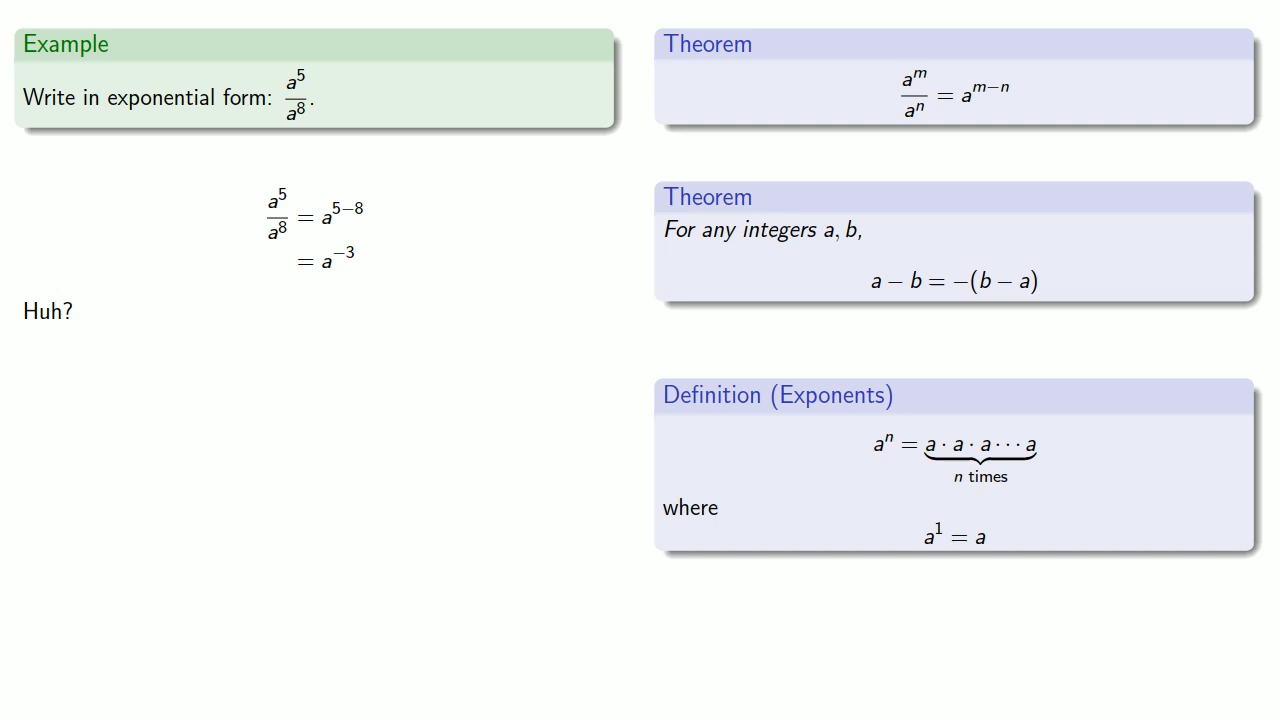 Example
Write in exponential form: a^5/a^8.
a^5/a^8 = a^{5−8}
= a^{−3}
Huh?
Theorem
a^m/a^n = a^{m−n}
Theorem
For any integers a, b,
a − b = −(b − a)
Definition (Exponents)
a^n = a · a · a · · · a
n times
where
a^1 = a